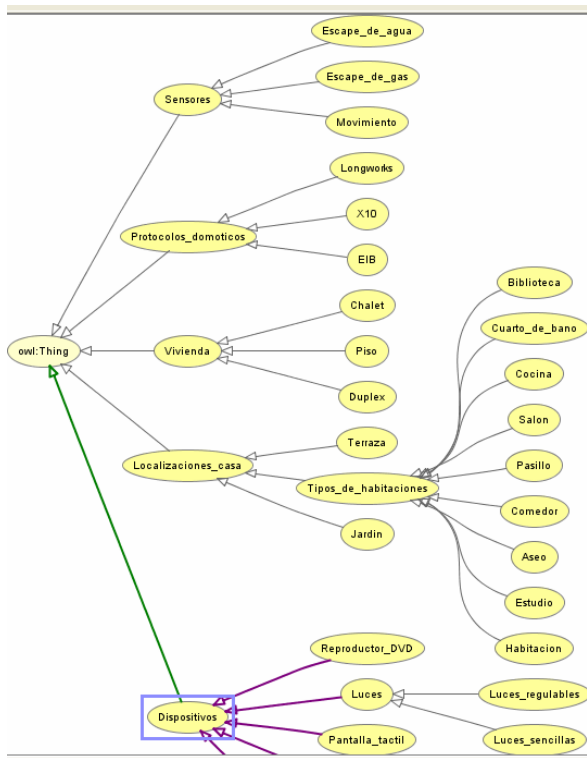 Escape_de_agua
Escape_de_gas
Sensores
Movimiento
Longworks
X10
Protocolos_domoticos
EIB
Biblioteca
Chalet
Cuarto_de_bano
owl:Thing
Vivienda
Piso
Cocina
Duplex
Salon
Terraza
Localizaciones_casa
Pasillo
Tipos_de_habitaciones
Comedor
Jardin
Aseo
Estudio
Reproductor_DVD
Habitacion
Luces
Luces_regulables
Dispositivos
Pantalla_tactil
Luces_sencillas